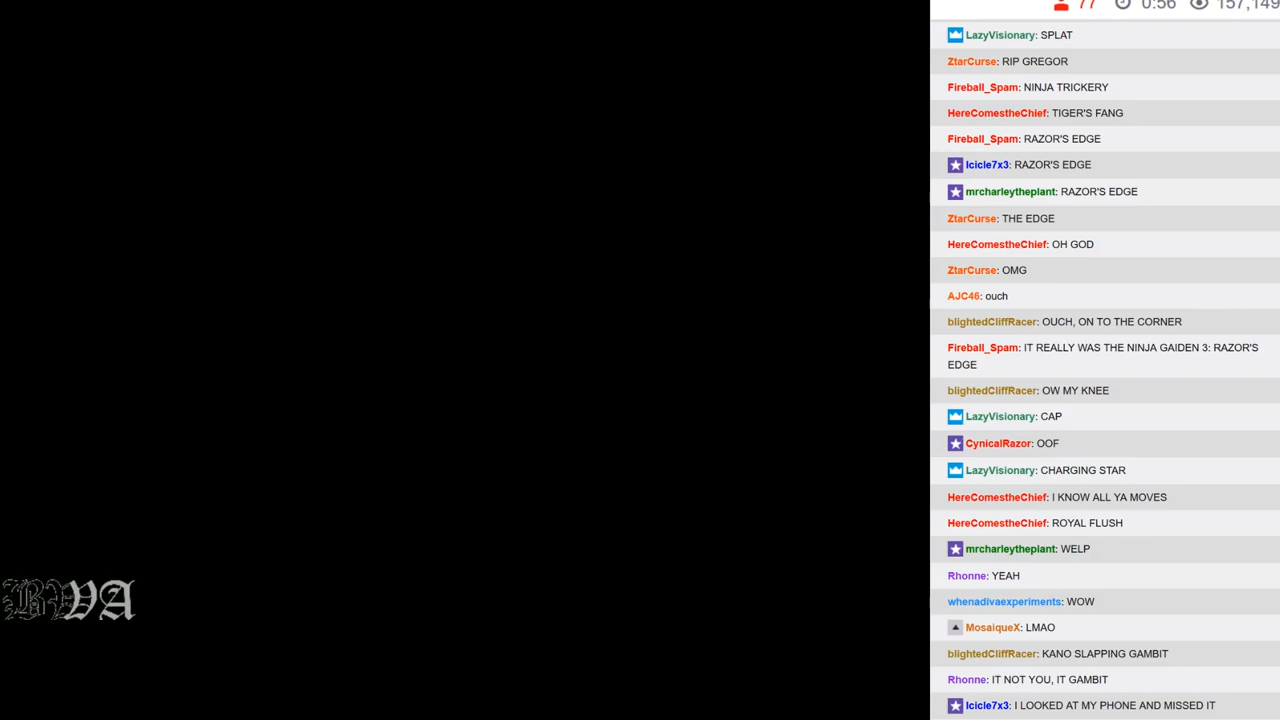 77 0:56 157,149
LazyVisionary: SPLAT
ZtarCurse: RIP GREGOR
Fireball_Spam: NINJA TRICKERY
HereComestheChief: TIGER'S FANG
Fireball_Spam: RAZOR'S EDGE
Icicle7x3: RAZOR'S EDGE
mrcharleytheplant: RAZOR'S EDGE
ZtarCurse: THE EDGE
HereComestheChief: OH GOD
ZtarCurse: OMG
AJC46: ouch
blightedCliffRacer: OUCH, ON TO THE CORNER
Fireball_Spam: IT REALLY WAS THE NINJA GAIDEN 3: RAZOR'S
EDGE
blightedCliffRacer: OW MY KNEE
LazyVisionary: CAP
CynicalRazor: OOF
LazyVisionary: CHARGING STAR
HereComestheChief: I KNOW ALL YA MOVES
HereComestheChief: ROYAL FLUSH
mrcharleytheplant: WELP
Rhonne: YEAH
whenadivaexperiments: WOW
MosaiqueX: LMAO
blightedCliffRacer: KANO SLAPPING GAMBIT
Rhonne: IT NOT YOU, IT GAMBIT
Icicle7x3: I LOOKED AT MY PHONE AND MISSED IT